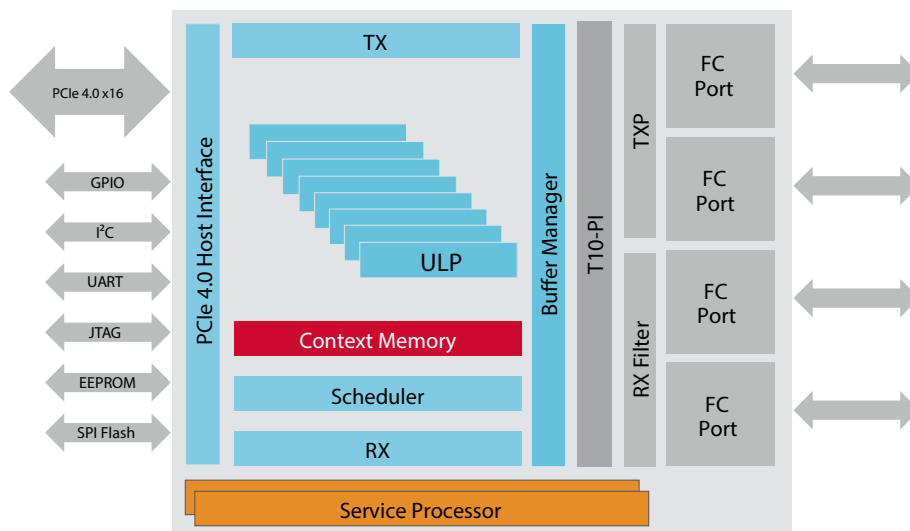 PCIe 4.0 x16
GPIO
I²C
UART
JTAG
EEPROM
SPI Flash
PCIe 4.0 Host Interface
TX
ULP
Context Memory
Scheduler
RX
Buffer Manager
T10-PI
TXP
RX Filter
FC
Port
FC
Port
FC
Port
FC
Port
Service Processor